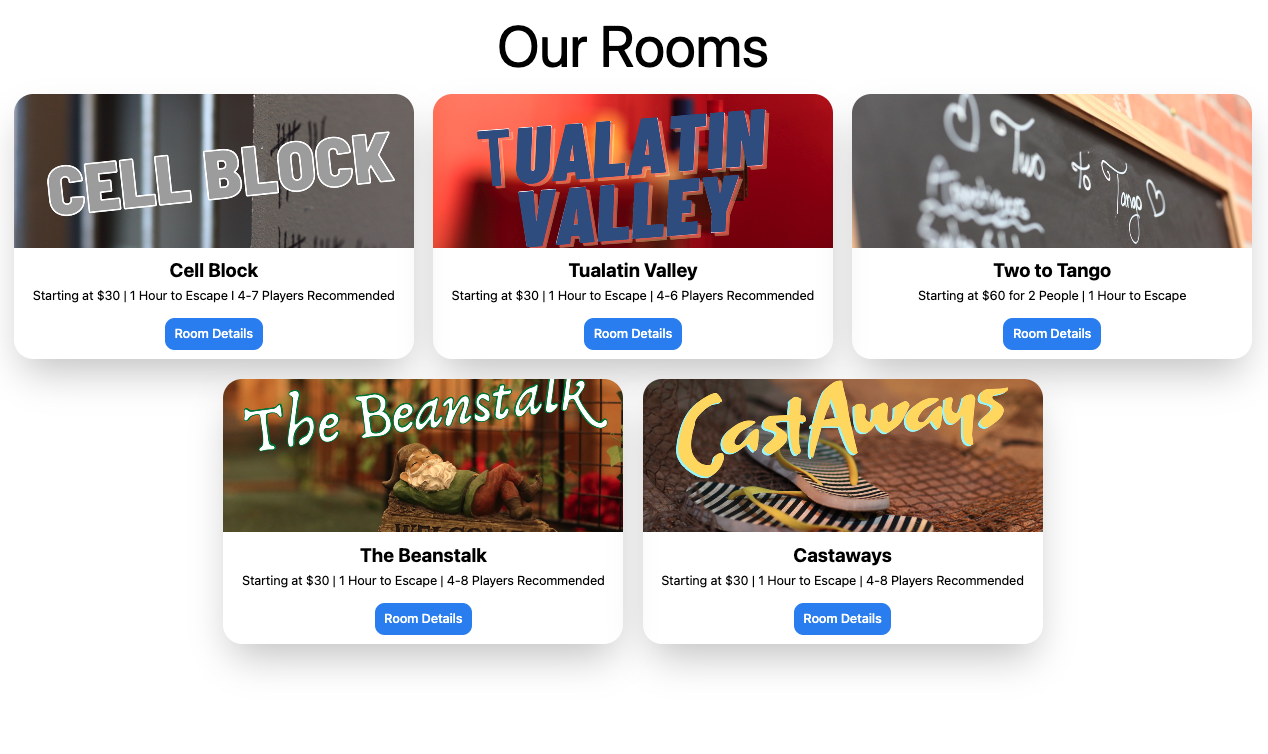 Our Rooms
CELL BLOCK
TUALATIN
VALLEY
Two to Tango
Cell Block
Starting at $30 | 1 Hour to Escape I 4-7 Players Recommended
Room Details
Tualatin Valley
Starting at $30 | 1 Hour to Escape | 4-6 Players Recommended
Room Details
Two to Tango
Starting at $60 for 2 People | 1 Hour to Escape
Room Details
The Beanstalk
WELCOME
CastAways
The Beanstalk
Starting at $30 | 1 Hour to Escape | 4-8 Players Recommended
Room Details
Castaways
Starting at $30 | 1 Hour to Escape | 4-8 Players Recommended
Room Details